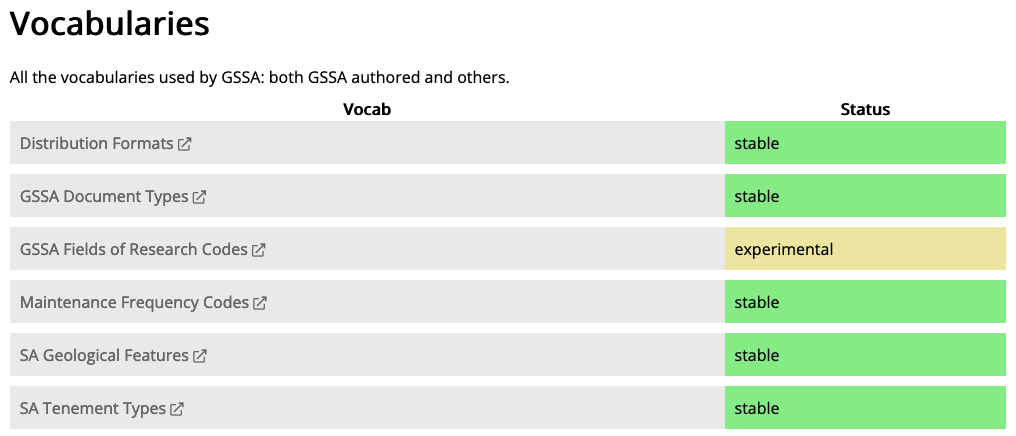 Vocabularies
All the vocabularies used by GSSA: both GSSA authored and others.
Vocab Status
Distribution Formats stable
GSSA Document Types stable
GSSA Fields of Research Codes experimental
Maintenance Frequency Codes stable
SA Geological Features stable
SA Tenement Types stable